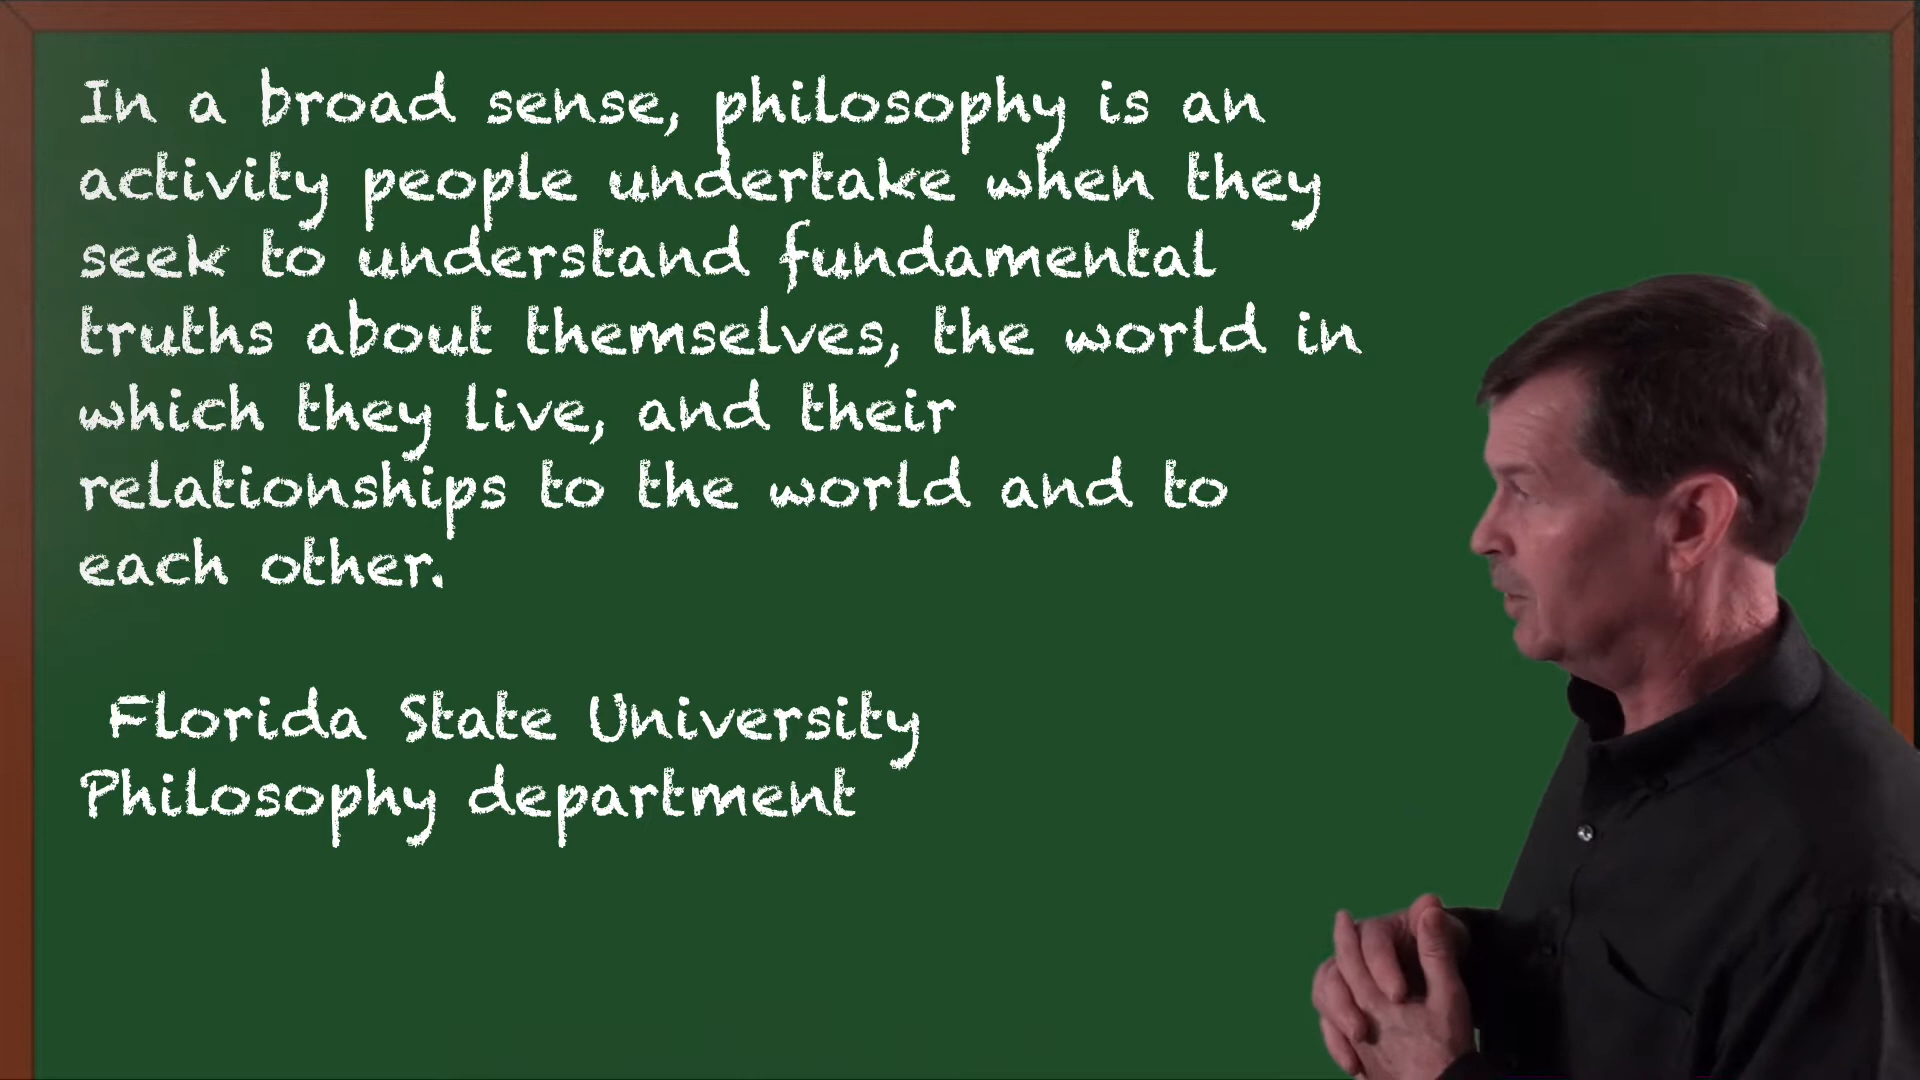 In a broad sense, philosophy is an
activity people undertake when they
seek to understand fundamental
truths about themselves, the world in
which they live, and their
relationships to the world and to
each other.
Florida State University
Philosophy department